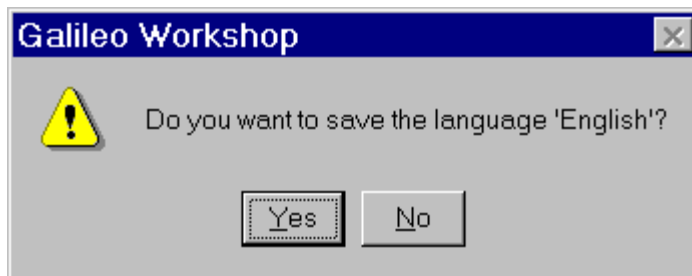 Galileo Workshop
Do you want to save the language 'English'?
Yes No